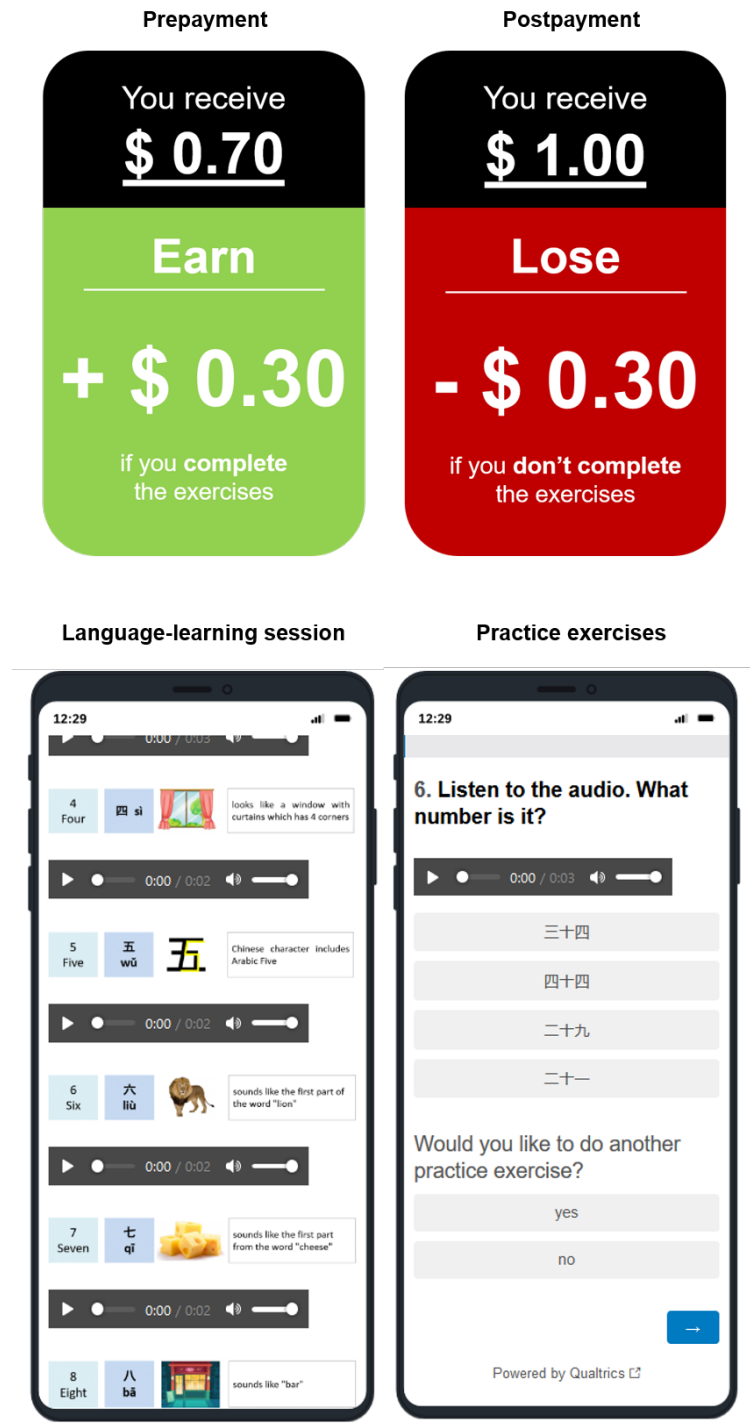 Prepayment
Postpayment
You receive
$ 0.70
Earn
+ $ 0.30
if you complete
the exercises
You receive
$ 1.00
Lose
- $ 0.30
if you don't complete
the exercises
Language-learning session
Practice exercises
12:29
0:00 / 0:03
4
Four
四 sì
looks like a window with
curtains which has 4 corners
0:00 / 0:02
5
Five
五
wǔ
五
Chinese character includes
Arabic Five
0:00 / 0:02
6
Six
六
liù
sounds like the first part of
the word "lion"
0:00 / 0:02
7
Seven
七
qī
sounds like the first part
from the word "cheese"
0:00 / 0:02
8
Eight
八
bā
sounds like "bar"
12:29
6. Listen to the audio. What
number is it?
0:00 / 0:03
三十四
四十四
二十九
二十一
Would you like to do another
practice exercise?
yes
no
→
Powered by Qualtrics